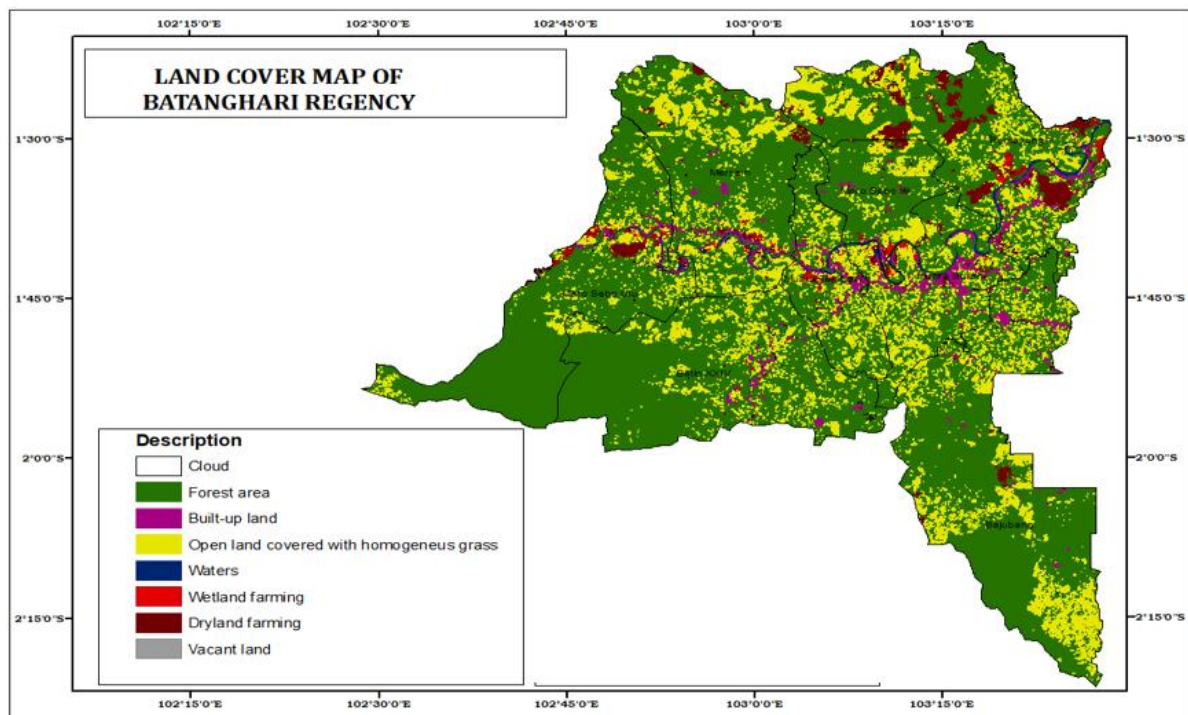 102°15'0"E 102°30'0"E 102°45'0"E 103°0'0"E 103°15'0"E
LAND COVER MAP OF
BATANGHARI REGENCY
1°30'0"S 1°30'0"S
1°45'0"S 1°45'0"S
Description
Cloud
2°0'0"S 2°0'0"S
Forest area
Built-up land
Bajubang
Open land covered with homogeneus grass
Waters
Wetland farming
Dryland farming
2°15'0"S 2°15'0"S
Vacant land
102°15'0"E 102°30'0"E 102°45'0"E 103°0'0"E 103°15'0"E